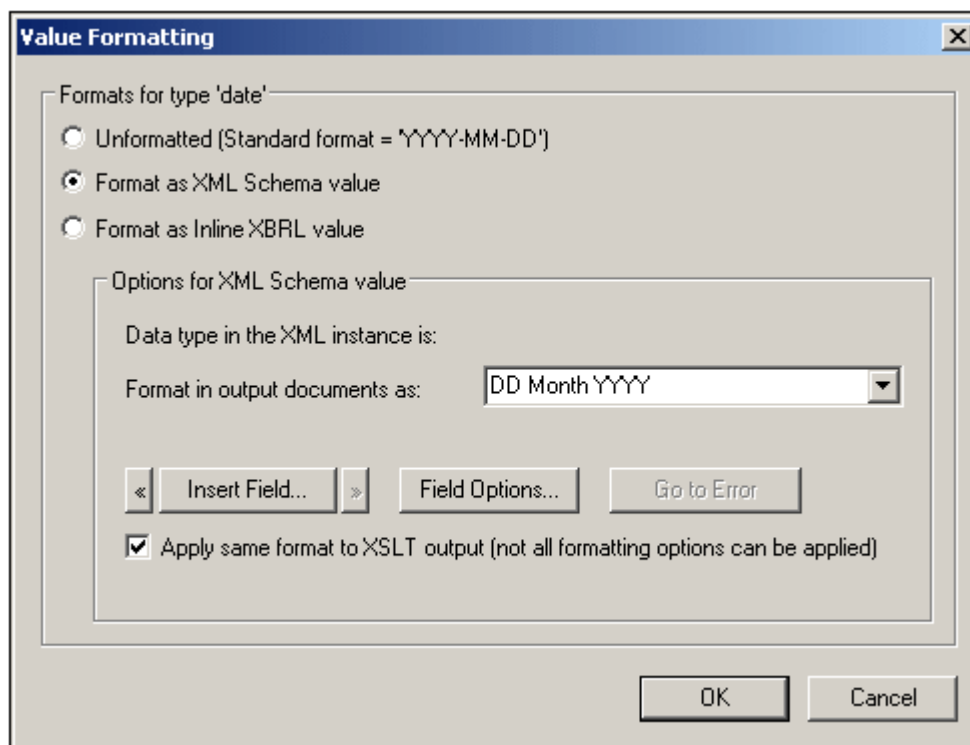 Value Formatting
Formats for type 'date'
Unformatted (Standard format = 'YYYY-MM-DD')
Format as XML Schema value
Format as Inline XBRL value
Options for XML Schema value
Data type in the XML instance is:
Format in output documents as: DD Month YYYY
« Insert Field... » Field Options... Go to Error
Apply same format to XSLT output (not all formatting options can be applied)
OK Cancel